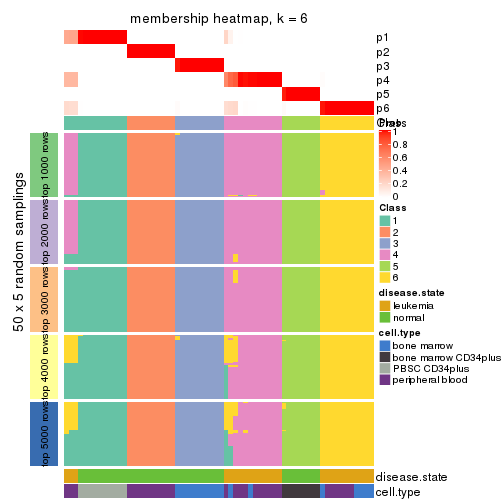 membership heatmap, k = 6
p1
p2
p3
p4
p5
p6
Class
Prob
1
0.8
0.6
0.4
0.2
0
Class
1
2
3
4
5
6
disease.state
leukemia
normal
cell.type
bone marrow
bone marrow CD34plus
PBSC CD34plus
peripheral blood
50 x 5 random samplings
top 1000 rows
top 2000 rows
top 3000 rows
top 4000 rows
top 5000 rows
disease.state
cell.type